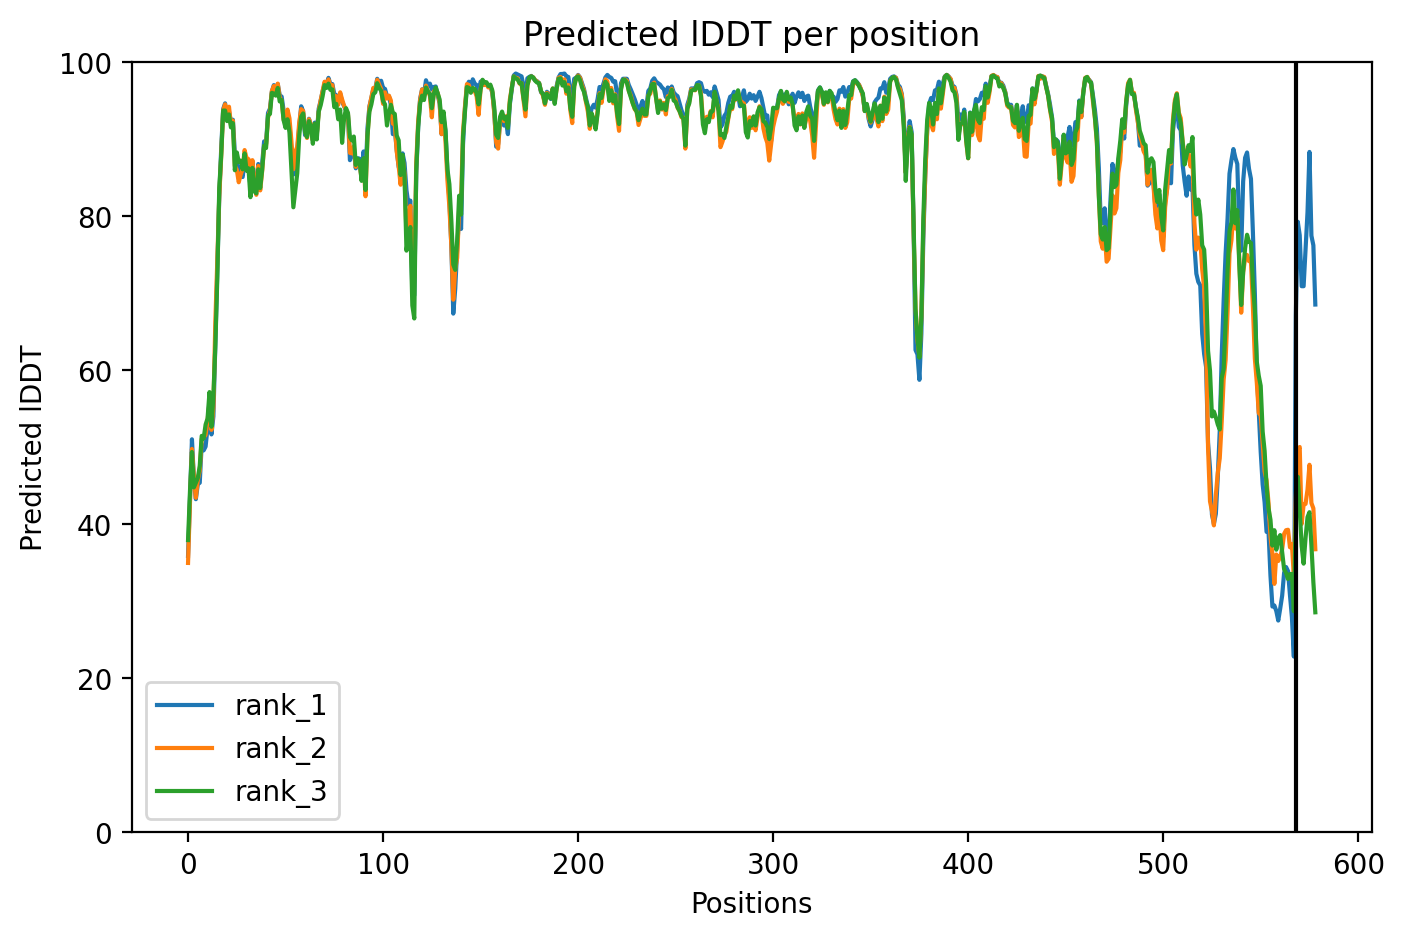 Predicted lDDT per position
Predicted lDDT
100
80
60
40
20
0
rank_1
rank_2
rank_3
0 100 200 300 400 500 600
Positions